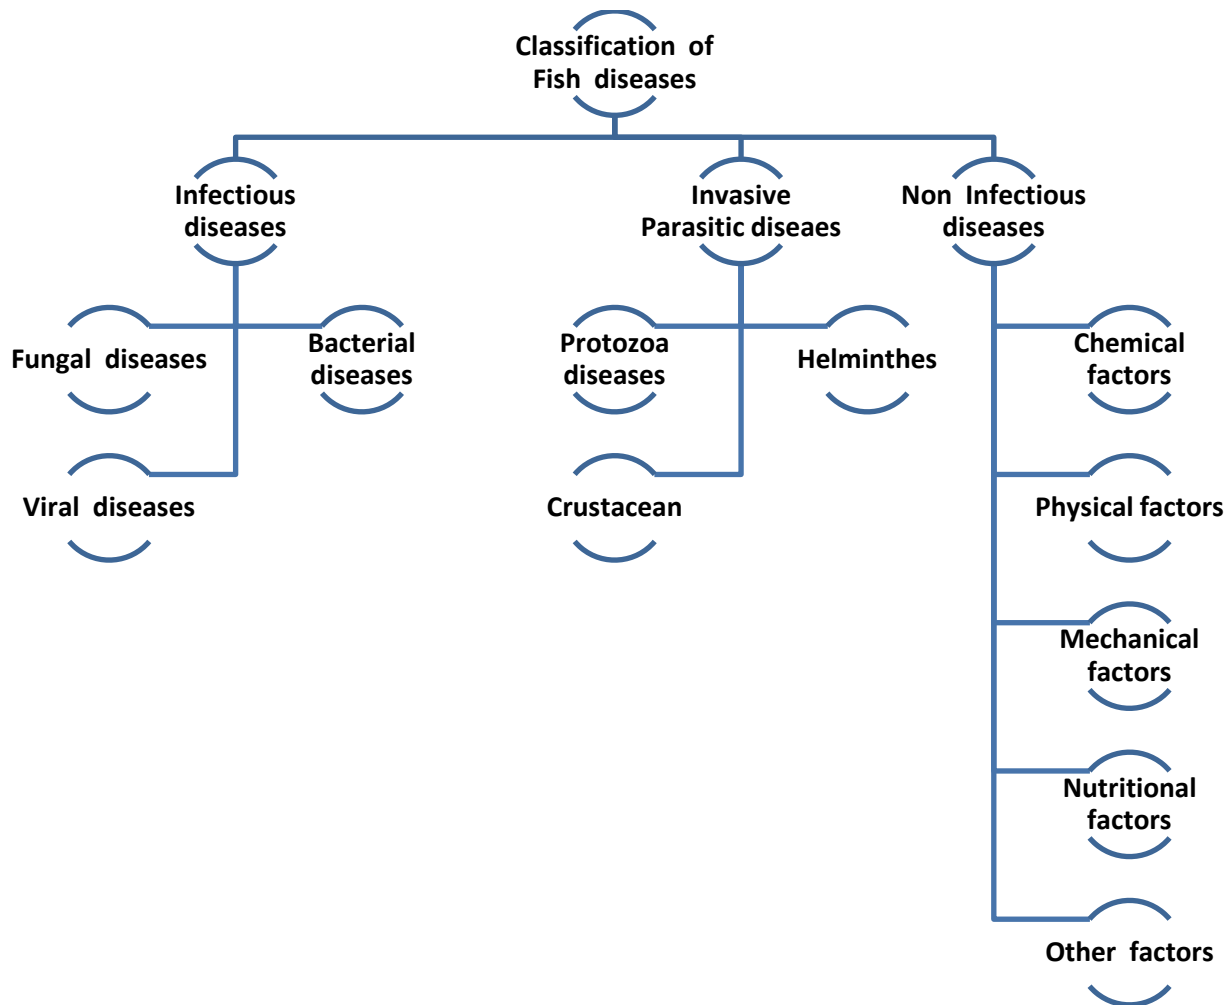 Classification of
Fish diseases
Infectious
diseases
Invasive
Parasitic diseaes
Non Infectious
diseases
Fungal diseases
Bacterial
diseases
Protozoa
diseases
Helminthes
Chemical
factors
Viral diseases
Crustacean
Physical factors
Mechanical
factors
Nutritional
factors
Other factors